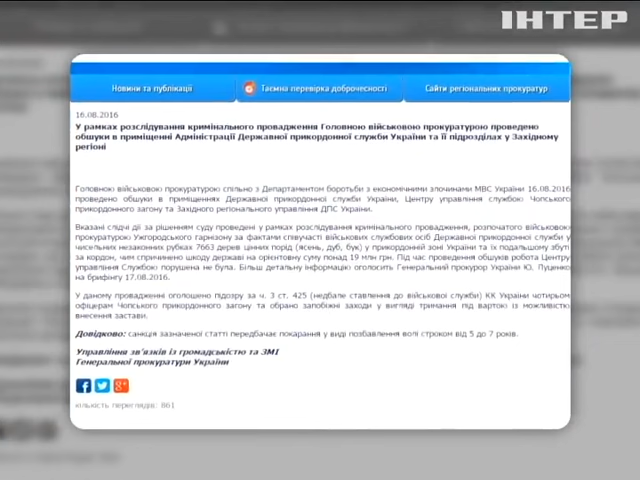 ІНТЕР
Новини та публікації
Таємна перевірка доброчесності
Сайти регіональних прокуратур
16.08.2016
У рамках розслідування кримінального провадження Головною військовою прокуратурою проведено
обшуки в приміщенні Адміністрації Державної прикордонної служби України та її підрозділах у Західному
регіоні
Головною військовою прокуратурою спільно з Департаментом боротьби з економічними злочинами МВС України 16.08.2016
проведено обшуки в приміщеннях Державної прикордонної служби України, Центру управління службою Чопського
прикордонного загону та Західного регіонального управління ДПС України.
Вказані слідчі дії за рішенням суду проведені у рамках розслідування кримінального провадження, розпочатого військовою
прокуратурою Ужгородського гарнізону за фактами співучасті військових службових осіб Державної прикордонної служби у
чисельних незаконних рубках 7663 дерев цінних порід (ясень, дуб, бук) у прикордонній зоні України та їх подальшому збуті
за кордон, чим спричинено шкоду державі на орієнтовну суму понад 19 млн грн. Під час проведення обшуків робота Центру
управління Службою порушена не була. Більш детальну інформацію оголосить Генеральний прокурор України Ю. Луценко
на брифінгу 17.08.2016.
У даному провадженні оголошено підозру за ч. 3 ст. 425 (недбале ставлення до військової служби) КК України чотирьом
офіцерам Чопського прикордонного загону та обрано запобіжні заходи у вигляді тримання під вартою із можливістю
внесення застави.
Довідково: санкція зазначеної статті передбачає покарання у виді позбавлення волі строком від 5 до 7 років.
Управління зв'язків із громадськістю та ЗМІ
Генеральної прокуратури України
кількість переглядів: 861